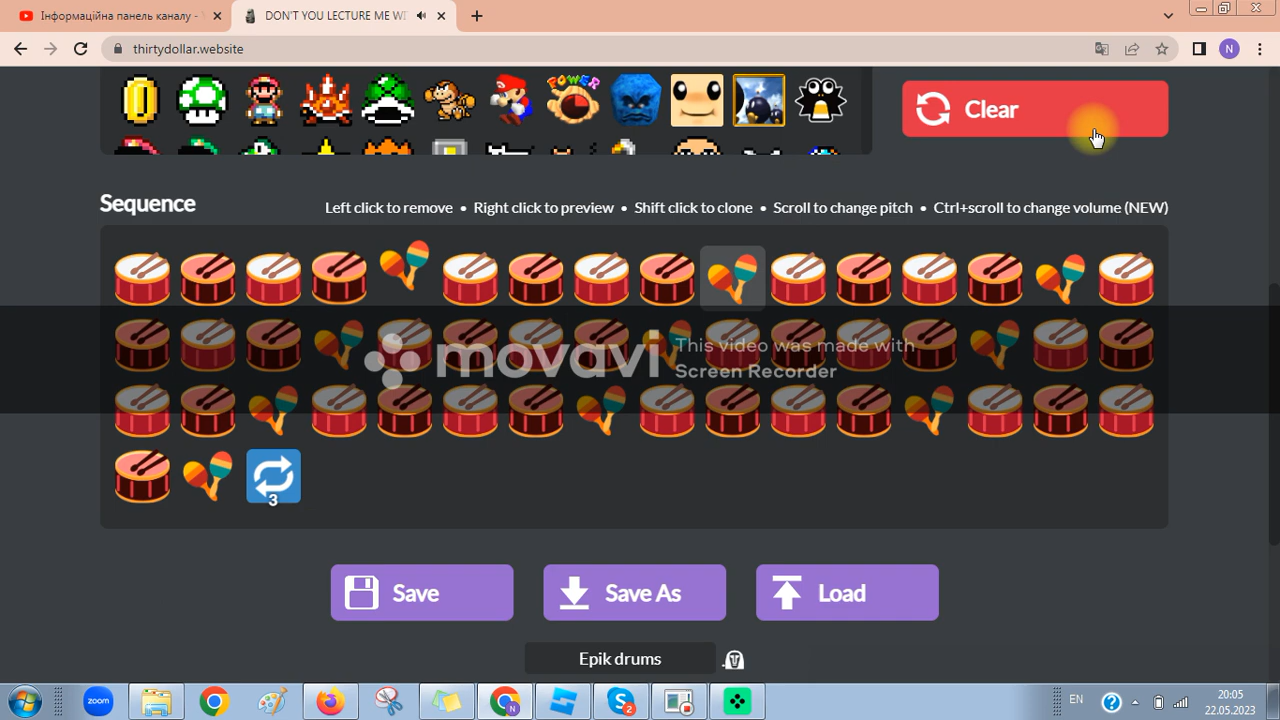 Інформаційна панель каналу - Y
DON'T YOU LECTURE ME WI
thirtydollar.website
N
POWER
Clear
Sequence
Left click to remove • Right click to preview • Shift click to clone • Scroll to change pitch • Ctrl+scroll to change volume (NEW)
movavi
This video was made with
Screen Recorder
3
Save
Save As
Load
Epik drums
zoom
N
S
2
EN
20:05
22.05.2023